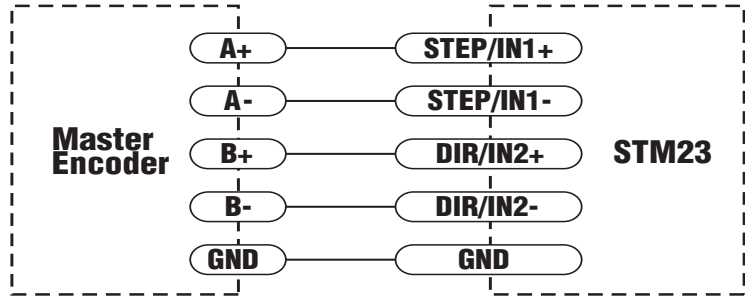 A+ STEP/IN1+
A- STEP/IN1-
Master
Encoder
B+ DIR/IN2+
STM23
B- DIR/IN2-
GND GND